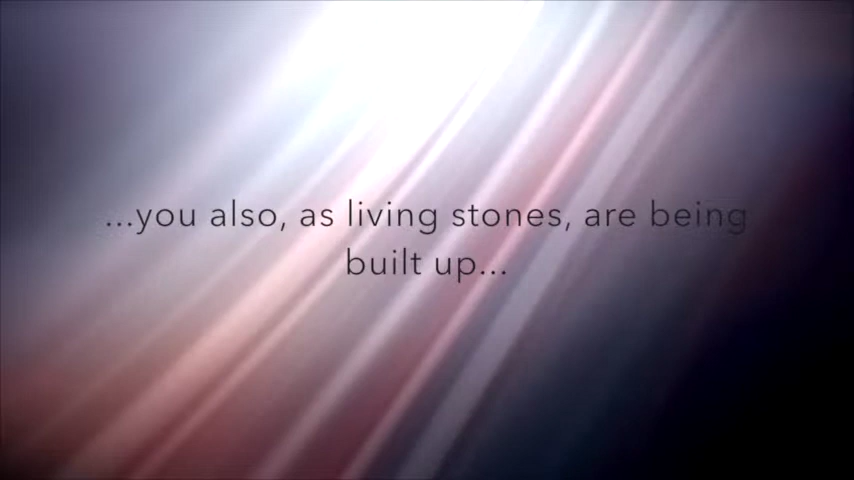 ...you also, as living stones, are being
built up...